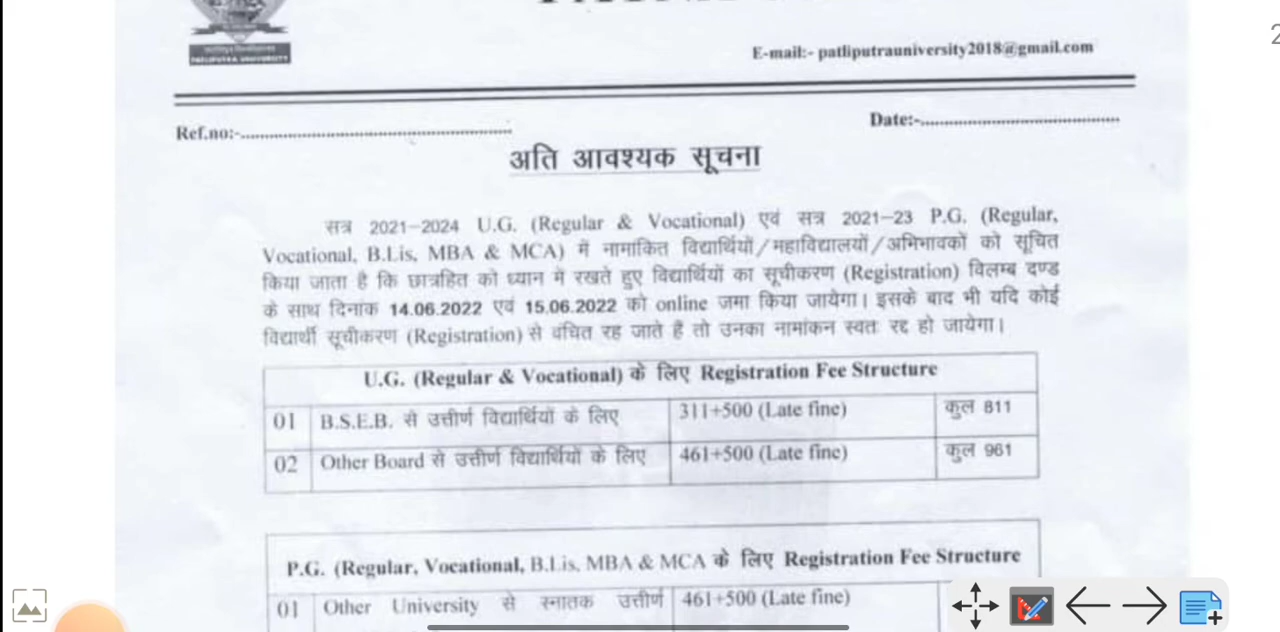 PATLIPUTRA UNIVERSITY
E-mail:- patliputrauniversity2018@gmail.com
Ref.no:-
Date:-
अति आवश्यक सूचना
सत्र 2021-2024 U.G. (Regular & Vocational) एवं सत्र 2021-23 P.G. (Regular,
Vocational, B.Lis, MBA & MCA) में नामांकित विद्यार्थियों/महाविद्यालयों/अभिभावकों को सूचित
किया जाता है कि छात्रहित को ध्यान में रखते हुए विद्यार्थियों का सूचीकरण (Registration) विलम्ब दण्ड
के साथ दिनांक 14.06.2022 एवं 15.06.2022 को online जमा किया जायेगा। इसके बाद भी यदि कोई
विद्यार्थी सूचीकरण (Registration) से वंचित रह जाते हैं तो उनका नामांकन स्वतः रद्द हो जायेगा।
U.G. (Regular & Vocational) के लिए Registration Fee Structure
01 B.S.E.B. से उत्तीर्ण विद्यार्थियों के लिए 311+500 (Late fine) कुल 811
02 Other Board से उत्तीर्ण विद्यार्थियों के लिए 461+500 (Late fine) कुल 961
P.G. (Regular, Vocational, B.Lis, MBA & MCA के लिए Registration Fee Structure
01 Other University से स्नातक उत्तीर्ण 461+500 (Late fine)